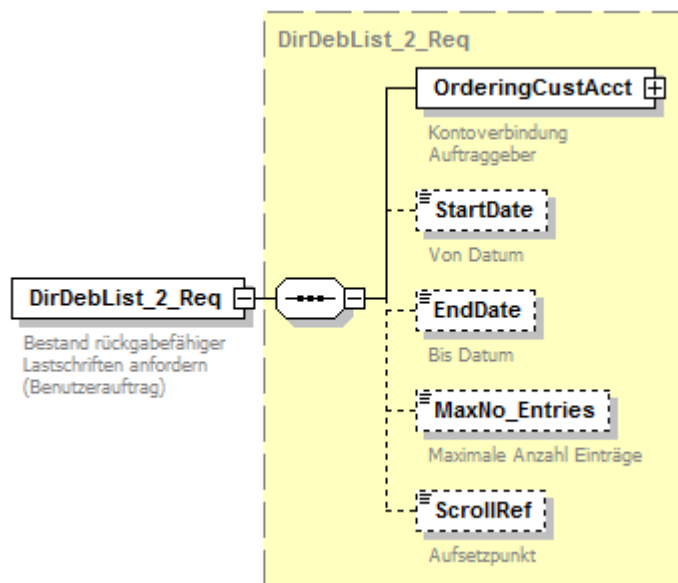 DirDebList_2_Req
OrderingCustAcct
Kontoverbindung
Auftraggeber
StartDate
Von Datum
DirDebList_2_Req
Bestand rückgabefähiger
Lastschriften anfordern
(Benutzerauftrag)
EndDate
Bis Datum
MaxNo_Entries
Maximale Anzahl Einträge
ScrollRef
Aufsetzpunkt